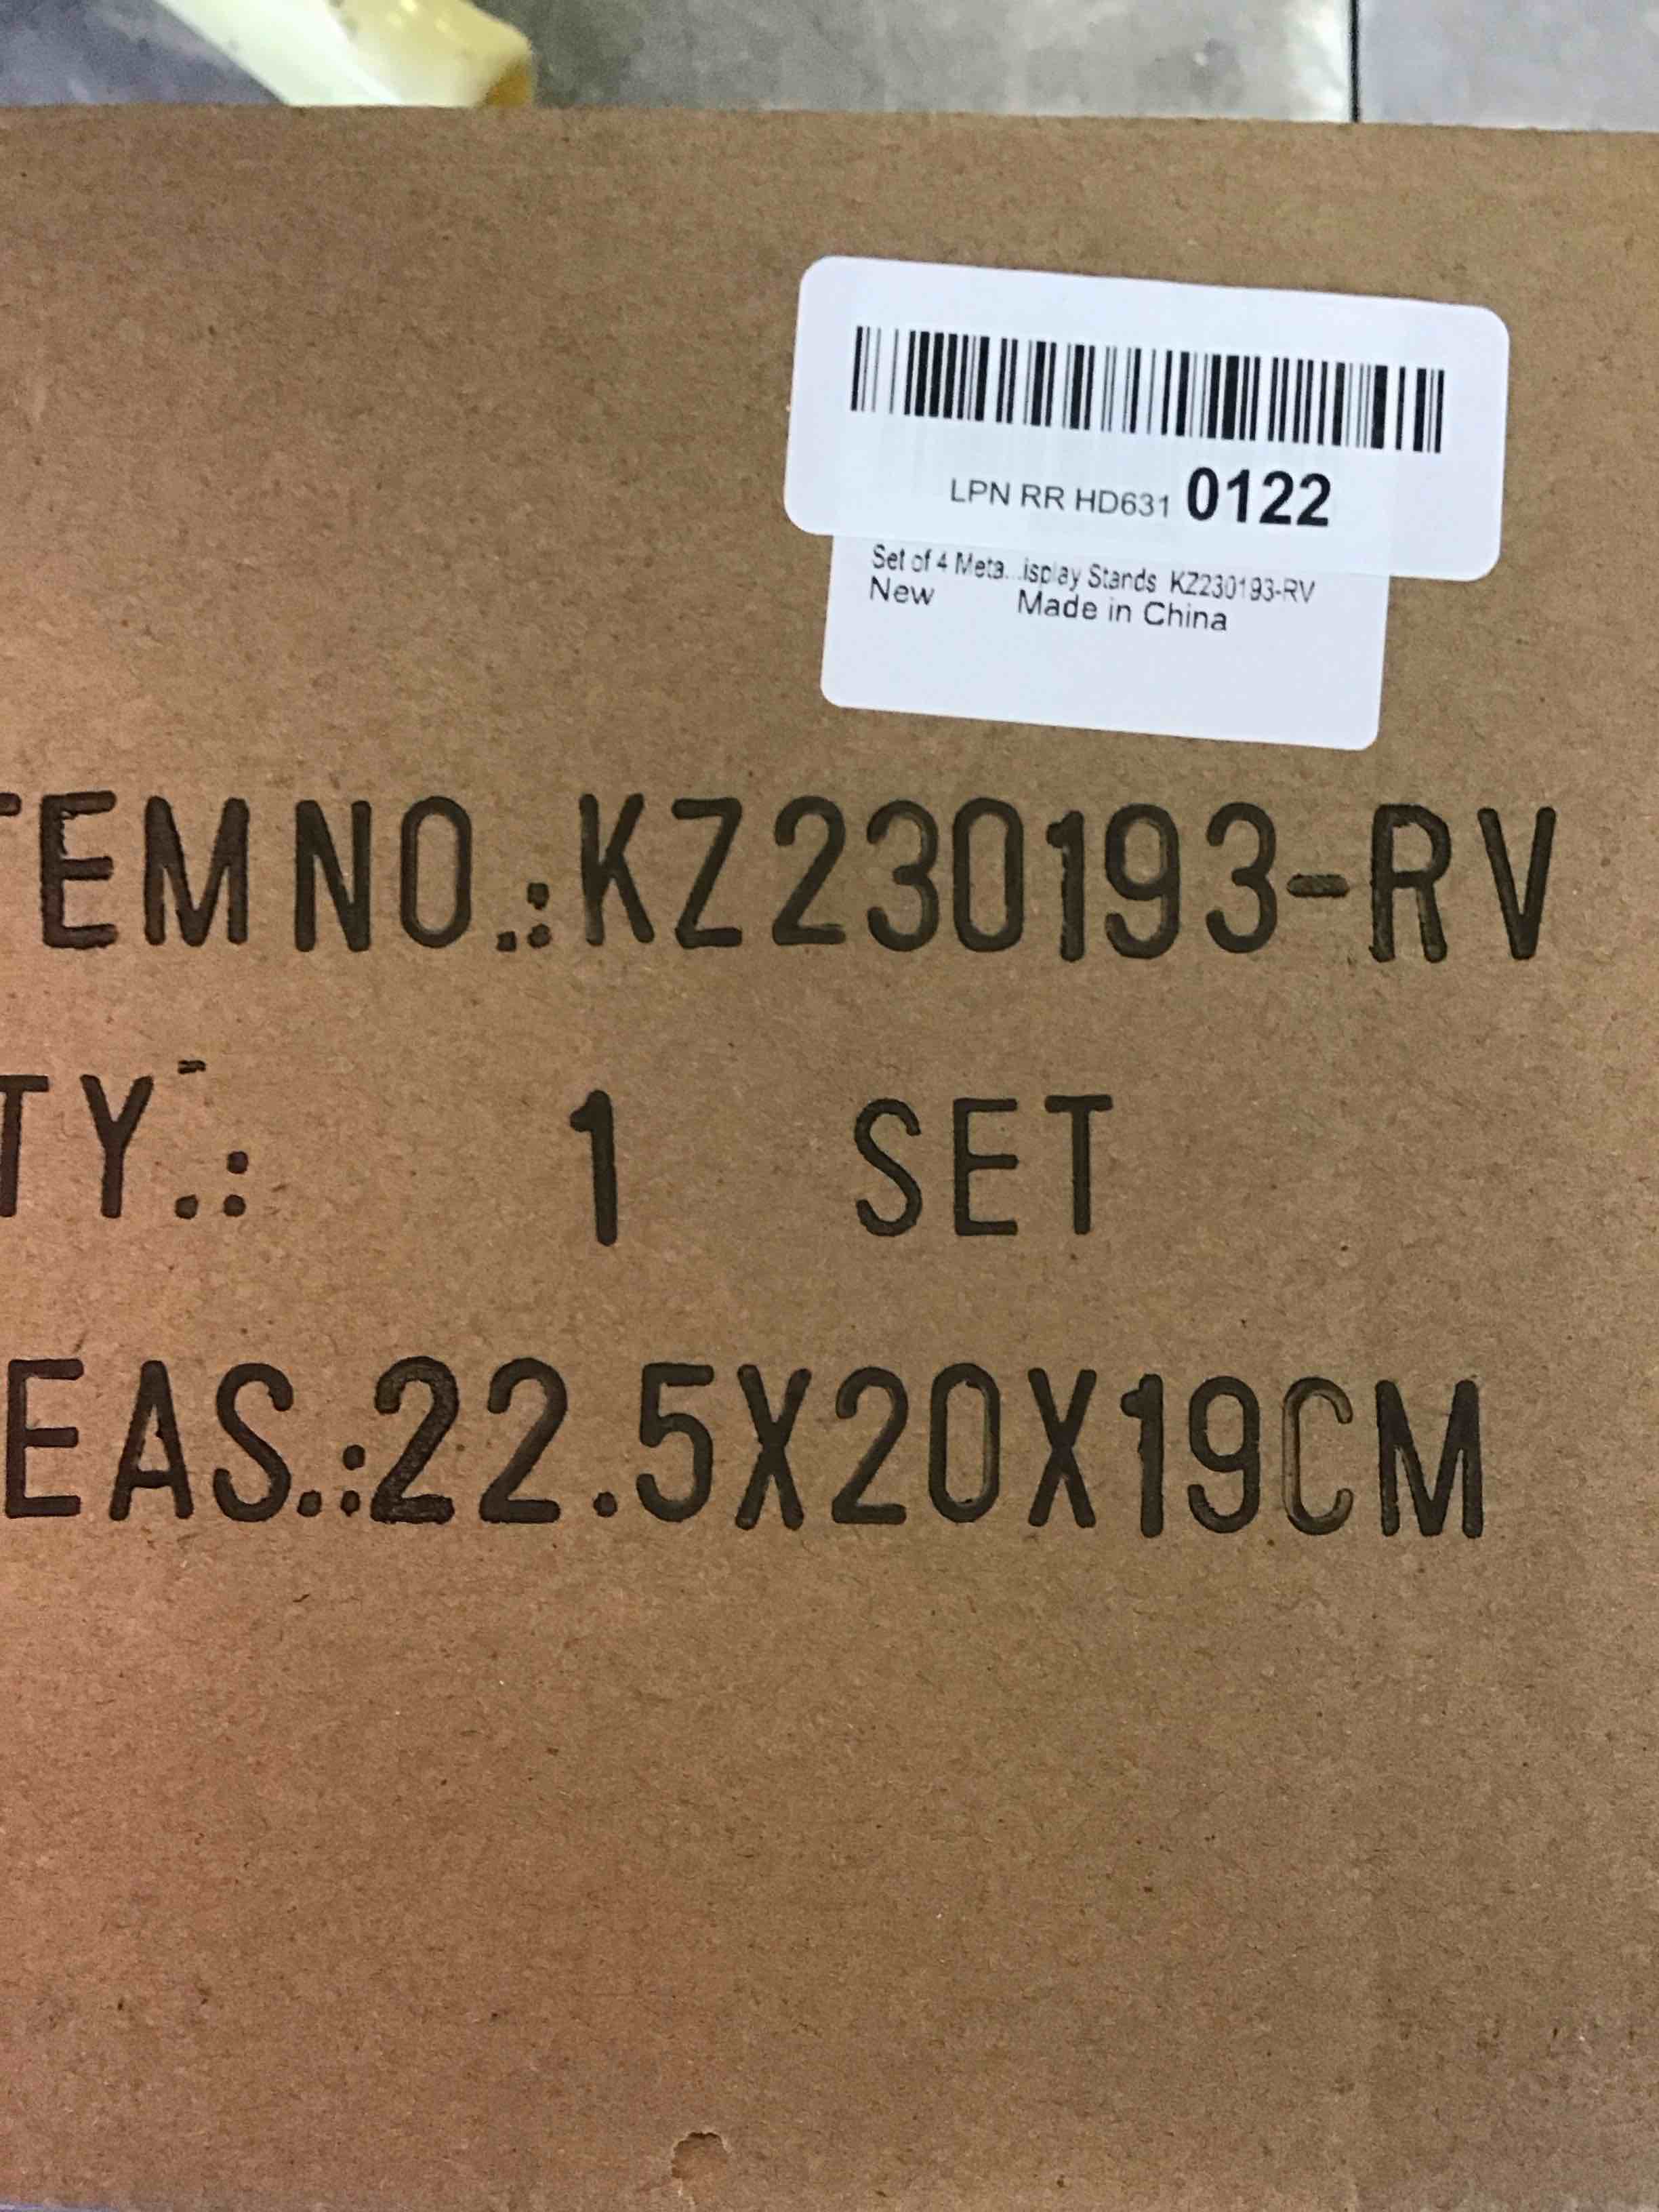 LPN RR HD631 0122
Set of 4 Meta...isplay Stands KZ230193-RV
New Made in China
TEM NO.:KZ230193-RV
TY.: 1 SET
EAS.:22.5X20X19CM